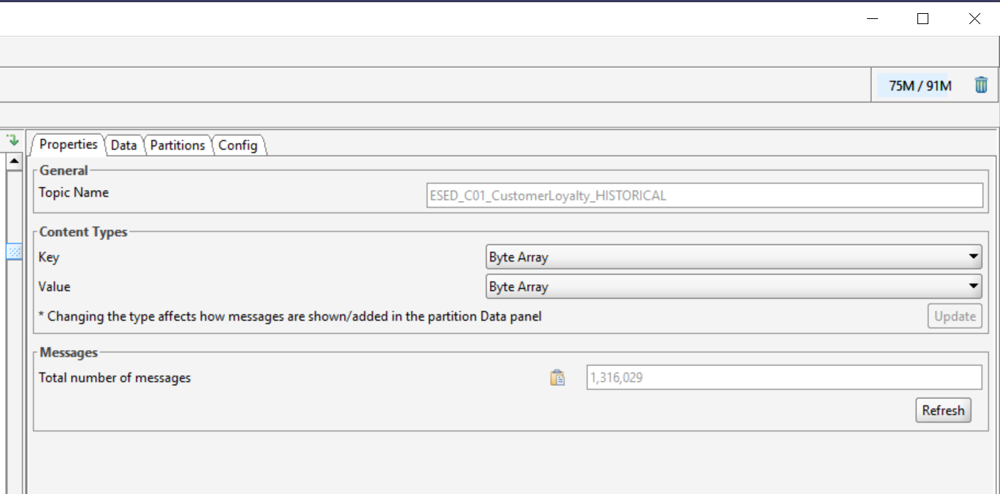 75M / 91M
Properties Data Partitions Config
General
Topic Name ESED_C01_CustomerLoyalty_HISTORICAL
Content Types
Key Byte Array
Value Byte Array
* Changing the type affects how messages are shown/added in the partition Data panel Update
Messages
Total number of messages 1,316,029
Refresh